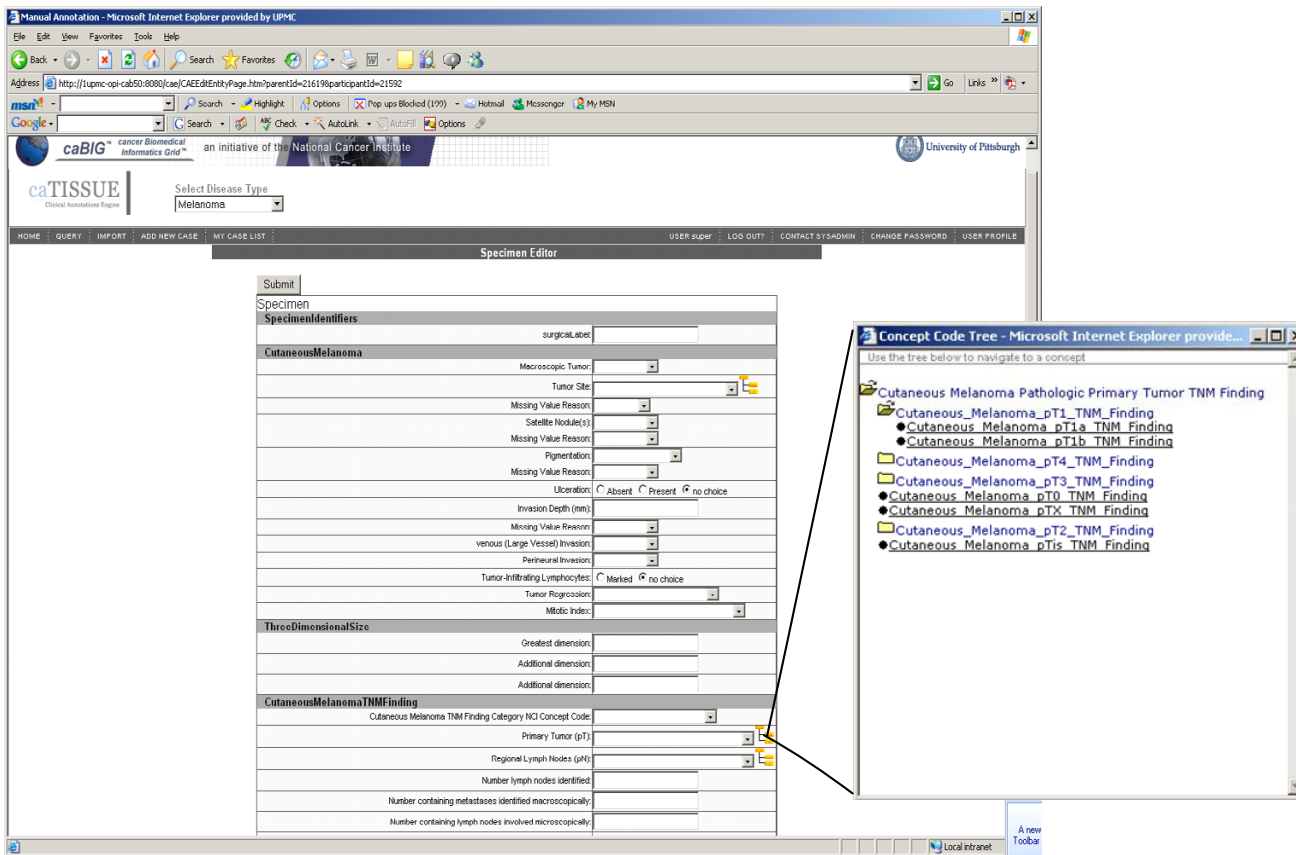 Manual Annotation - Microsoft Internet Explorer provided by UPMC
File Edit View Favorites Tools Help
Back Search Favorites
Address http://1upmc-opi-cab50:8080/cae/CAEEditEntityPage.htm?parentId=21619&participantId=21592 Go Links »
msn Search Highlight Options Pop ups Blocked (199) Hotmail Messenger My MSN
Google Search Check AutoLink AutoFill Options
caBIG™ cancer Biomedical Informatics Grid™ an initiative of the National Cancer Institute University of Pittsburgh
caTISSUE Select Disease Type
Clinical Annotations Engine Melanoma
HOME QUERY IMPORT ADD NEW CASE MY CASE LIST USER super LOG OUT? CONTACT SYSADMIN CHANGE PASSWORD USER PROFILE
Specimen Editor
Submit
Specimen
SpecimenIdentifiers
surgicalLabel:
CutaneousMelanoma
Macroscopic Tumor:
Tumor Site:
Missing Value Reason:
Satellite Nodule(s):
Missing Value Reason:
Pigmentation:
Missing Value Reason:
Ulceration: Absent Present no choice
Invasion Depth (mm):
Missing Value Reason:
venous (Large Vessel) Invasion:
Perineural Invasion:
Tumor-Infiltrating Lymphocytes: Marked no choice
Tumor Regression:
Mitotic Index:
ThreeDimensionalSize
Greatest dimension:
Additional dimension:
Additional dimension:
CutaneousMelanomaTNMFinding
Cutaneous Melanoma TNM Finding Category NCI Concept Code:
Primary Tumor (pT):
Regional Lymph Nodes (pN):
Number lymph nodes identified:
Number containing metastases identified macroscopically:
Number containing lymph nodes involved microscopically:
Local intranet
A new
Toolbar
Concept Code Tree - Microsoft Internet Explorer provide...
Use the tree below to navigate to a concept
Cutaneous Melanoma Pathologic Primary Tumor TNM Finding
Cutaneous_Melanoma_pT1_TNM_Finding
Cutaneous_Melanoma_pT1a_TNM_Finding
Cutaneous_Melanoma_pT1b_TNM_Finding
Cutaneous_Melanoma_pT4_TNM_Finding
Cutaneous_Melanoma_pT3_TNM_Finding
Cutaneous_Melanoma_pT0_TNM_Finding
Cutaneous_Melanoma_pTX_TNM_Finding
Cutaneous_Melanoma_pT2_TNM_Finding
Cutaneous_Melanoma_pTis_TNM_Finding